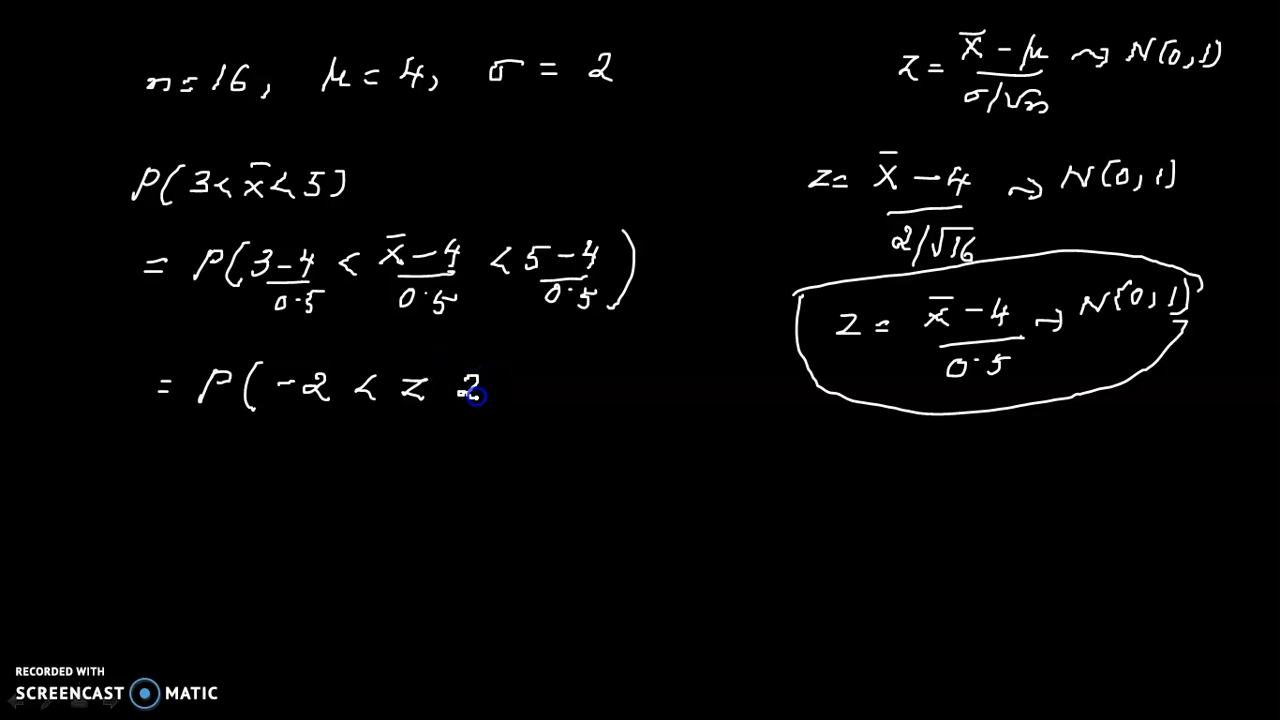 n = 16, μ = 4, σ = 2
P(3 < x̄ < 5)
= P(3-4/0.5 < x̄-4/0.5 < 5-4/0.5)
= P(-2 < z 2
z = x̄ - μ / σ/√n ~> N(0,1)
z = x̄ - 4 / 2/√16 ~> N(0,1)
z = x̄ - 4 / 0.5 ~> N(0,1)
RECORDED WITH
SCREENCAST MATIC